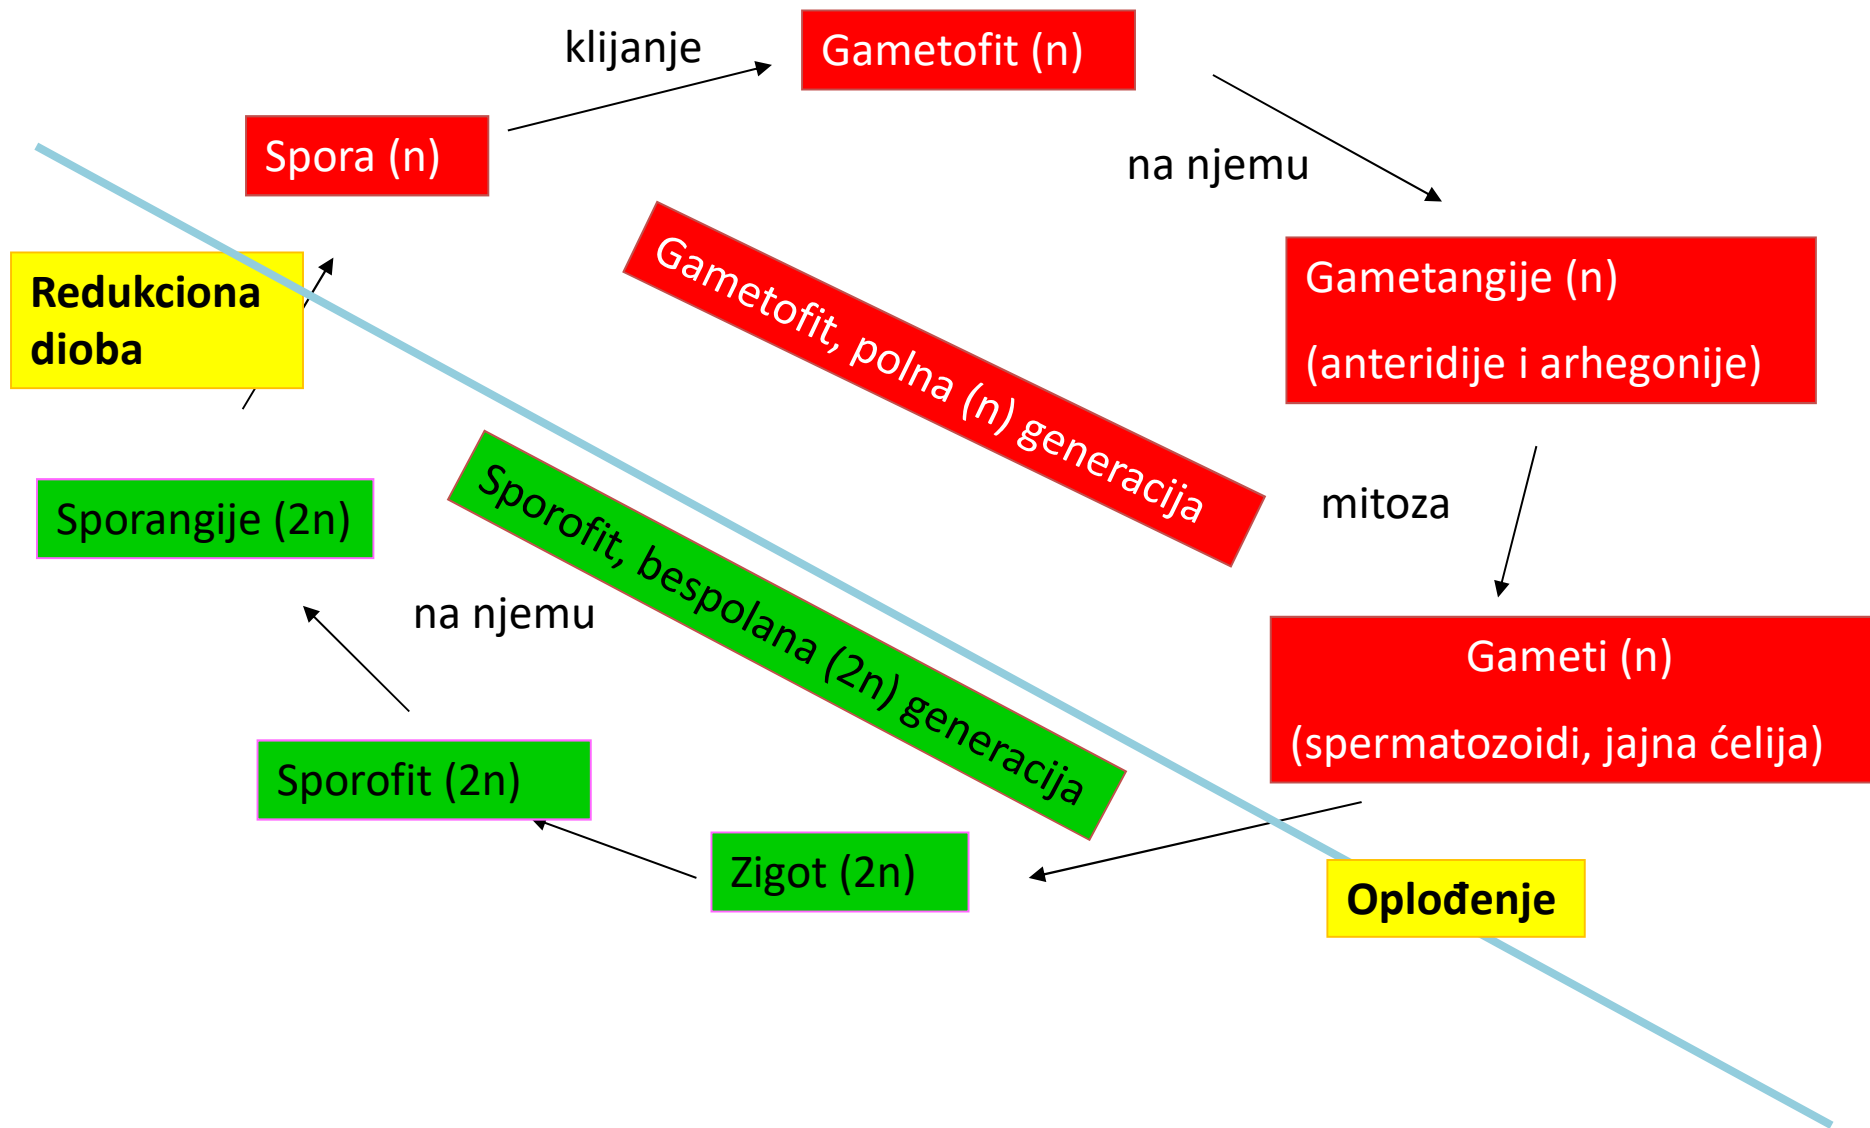 klijanje
Gametofit (n)
Spora (n)
na njemu
Redukciona
dioba
Gametofit, polna (n) generacija
Gametangije (n)
(anteridije i arhegonije)
Sporangije (2n)
Sporofit, bespolana (2n) generacija
mitoza
na njemu
Gameti (n)
(spermatozoidi, jajna ćelija)
Sporofit (2n)
Zigot (2n)
Oplođenje